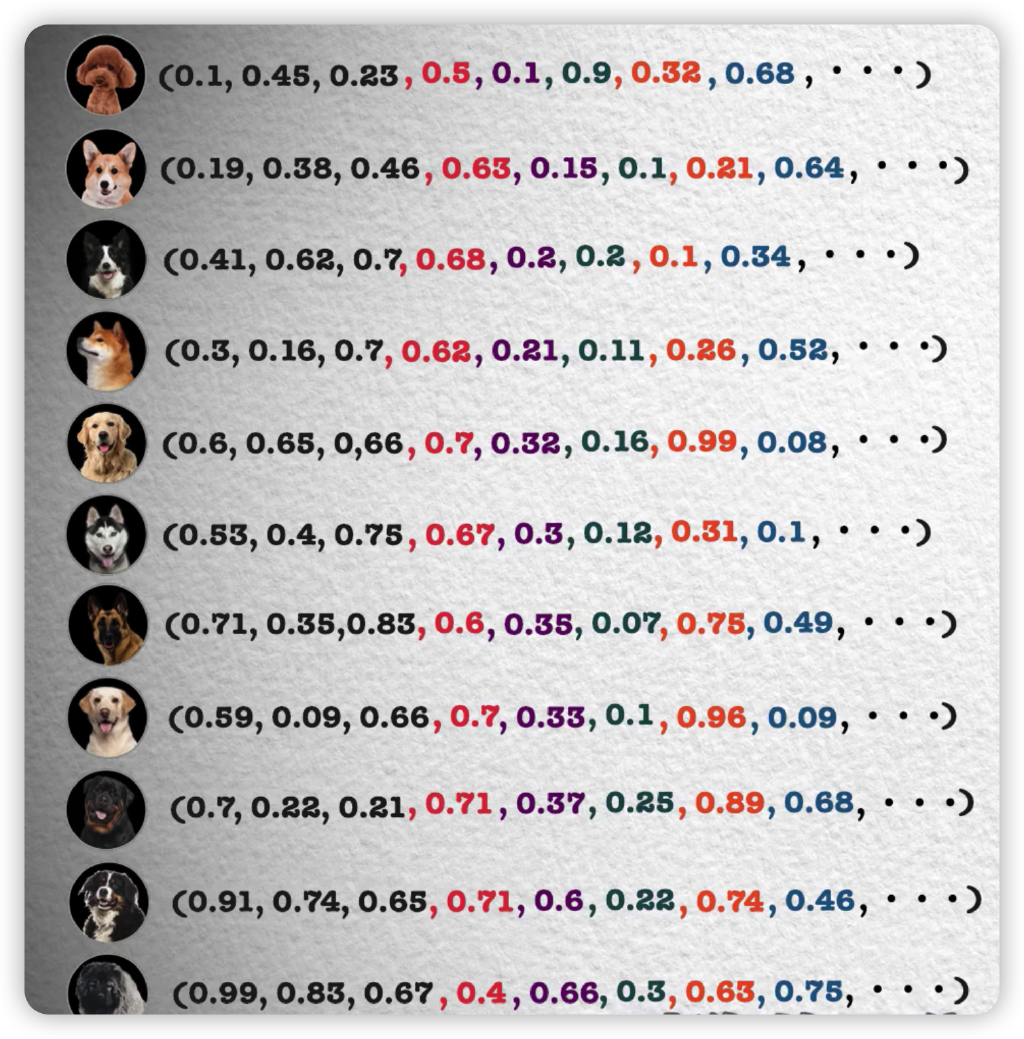 (0.1, 0.45, 0.23, 0.5, 0.1, 0.9, 0.32, 0.68, • • •)
(0.19, 0.38, 0.46, 0.63, 0.15, 0.1, 0.21, 0.64, • • •)
(0.41, 0.62, 0.7, 0.68, 0.2, 0.2, 0.1, 0.34, • • •)
(0.3, 0.16, 0.7, 0.62, 0.21, 0.11, 0.26, 0.52, • • •)
(0.6, 0.65, 0,66, 0.7, 0.32, 0.16, 0.99, 0.08, • • •)
(0.53, 0.4, 0.75, 0.67, 0.3, 0.12, 0.31, 0.1, • • •)
(0.71, 0.35,0.83, 0.6, 0.35, 0.07, 0.75, 0.49, • • •)
(0.59, 0.09, 0.66, 0.7, 0.33, 0.1, 0.96, 0.09, • • •)
(0.7, 0.22, 0.21, 0.71, 0.37, 0.25, 0.89, 0.68, • • •)
(0.91, 0.74, 0.65, 0.71, 0.6, 0.22, 0.74, 0.46, • • •)
(0.99, 0.83, 0.67, 0.4, 0.66, 0.3, 0.63, 0.75, • • •)